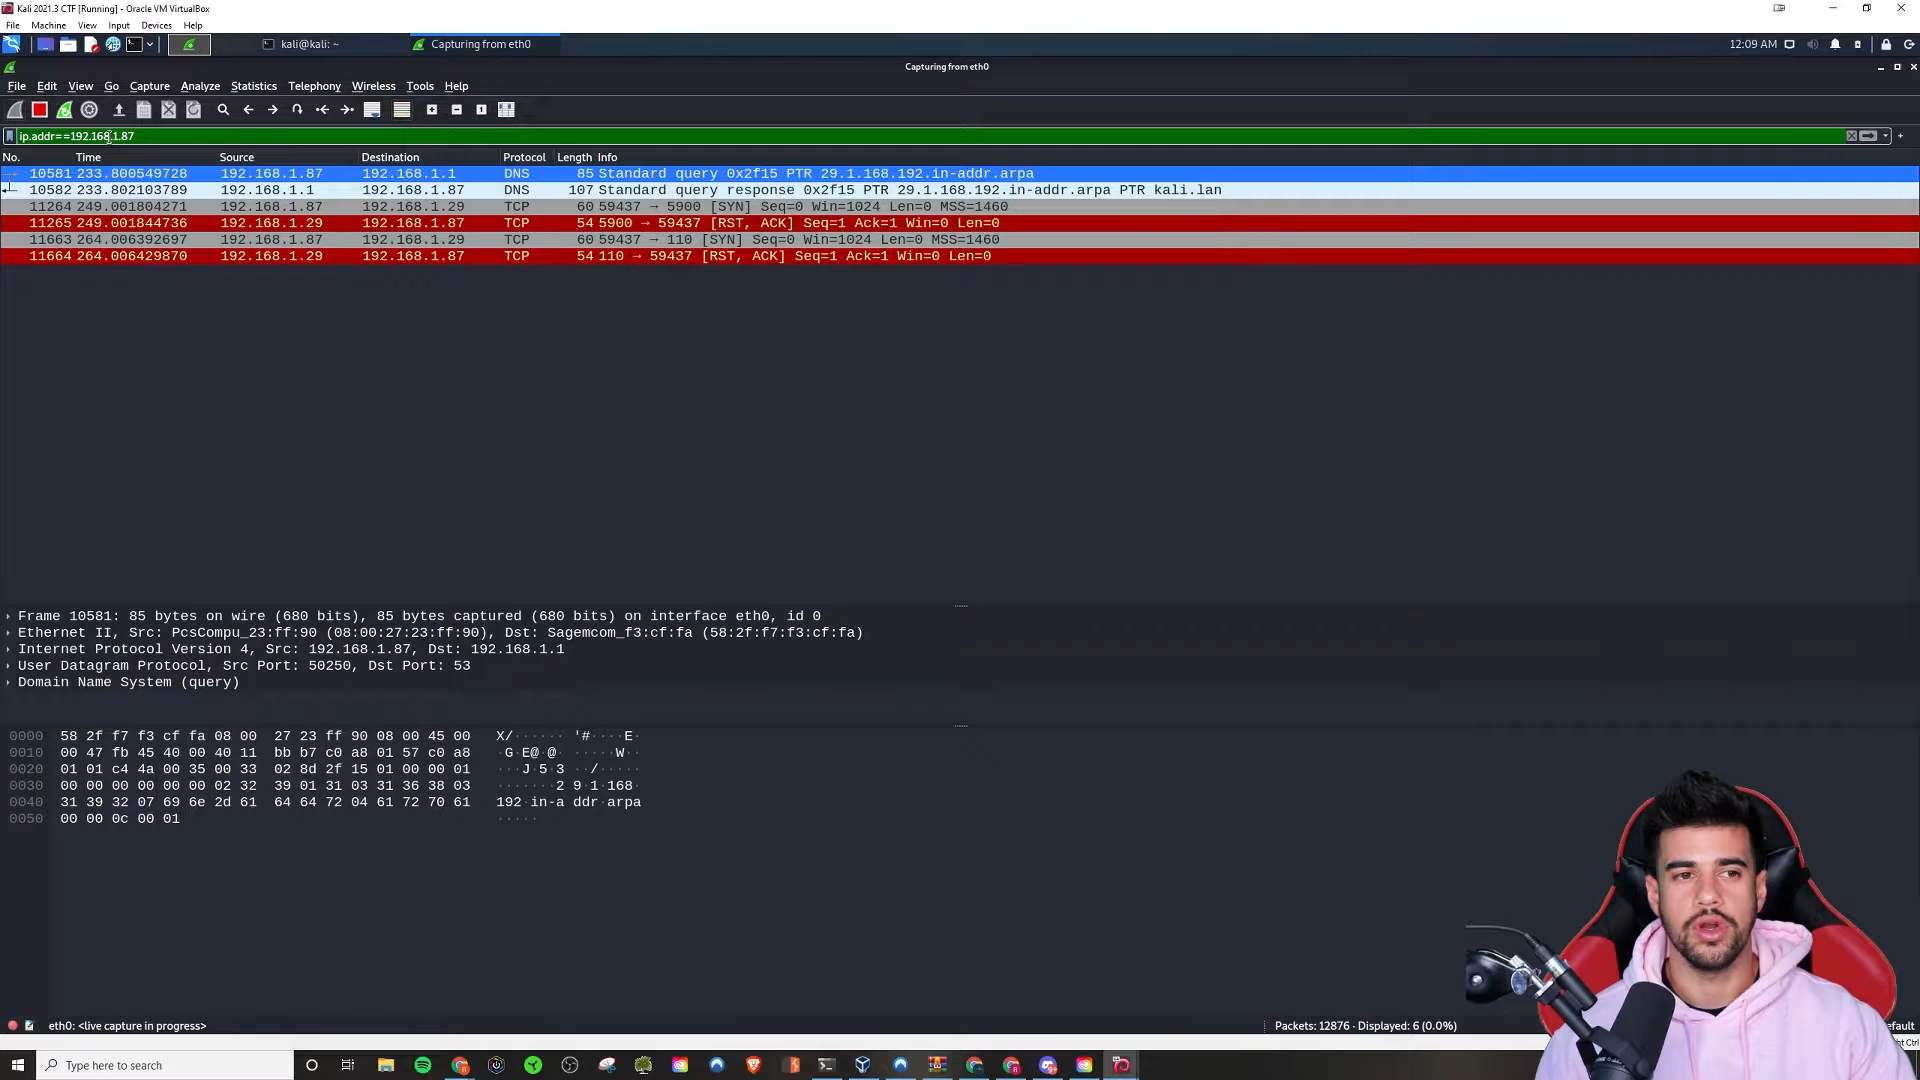 Kali 2021.3 CTF [Running] - Oracle VM VirtualBox
File Machine View Input Devices Help
kali@kali: ~ Capturing from eth0 12:09 AM
Capturing from eth0
File Edit View Go Capture Analyze Statistics Telephony Wireless Tools Help
ip.addr==192.168.1.87
No. Time Source Destination Protocol Length Info
10581 233.800549728 192.168.1.87 192.168.1.1 DNS 85 Standard query 0x2f15 PTR 29.1.168.192.in-addr.arpa
10582 233.802103789 192.168.1.1 192.168.1.87 DNS 107 Standard query response 0x2f15 PTR 29.1.168.192.in-addr.arpa PTR kali.lan
11264 249.001804271 192.168.1.87 192.168.1.29 TCP 60 59437 → 5900 [SYN] Seq=0 Win=1024 Len=0 MSS=1460
11265 249.001844736 192.168.1.29 192.168.1.87 TCP 54 5900 → 59437 [RST, ACK] Seq=1 Ack=1 Win=0 Len=0
11663 264.006392697 192.168.1.87 192.168.1.29 TCP 60 59437 → 110 [SYN] Seq=0 Win=1024 Len=0 MSS=1460
11664 264.006429870 192.168.1.29 192.168.1.87 TCP 54 110 → 59437 [RST, ACK] Seq=1 Ack=1 Win=0 Len=0
Frame 10581: 85 bytes on wire (680 bits), 85 bytes captured (680 bits) on interface eth0, id 0
Ethernet II, Src: PcsCompu_23:ff:90 (08:00:27:23:ff:90), Dst: Sagemcom_f3:cf:fa (58:2f:f7:f3:cf:fa)
Internet Protocol Version 4, Src: 192.168.1.87, Dst: 192.168.1.1
User Datagram Protocol, Src Port: 50250, Dst Port: 53
Domain Name System (query)
0000 58 2f f7 f3 cf fa 08 00 27 23 ff 90 08 00 45 00 X/······ '#····E·
0010 00 47 fb 45 40 00 40 11 bb b7 c0 a8 01 57 c0 a8 ·G·E@·@· ·····W··
0020 01 01 c4 4a 00 35 00 33 02 8d 2f 15 01 00 00 01 ···J·5·3 ··/·····
0030 00 00 00 00 00 00 02 32 39 01 31 03 31 36 38 03 ·······2 9·1·168·
0040 31 39 32 07 69 6e 2d 61 64 64 72 04 61 72 70 61 192·in-a ddr·arpa
0050 00 00 0c 00 01 ·····
eth0: <live capture in progress> Packets: 12876 · Displayed: 6 (0.0%) efault
ht Ctrl
Type here to search